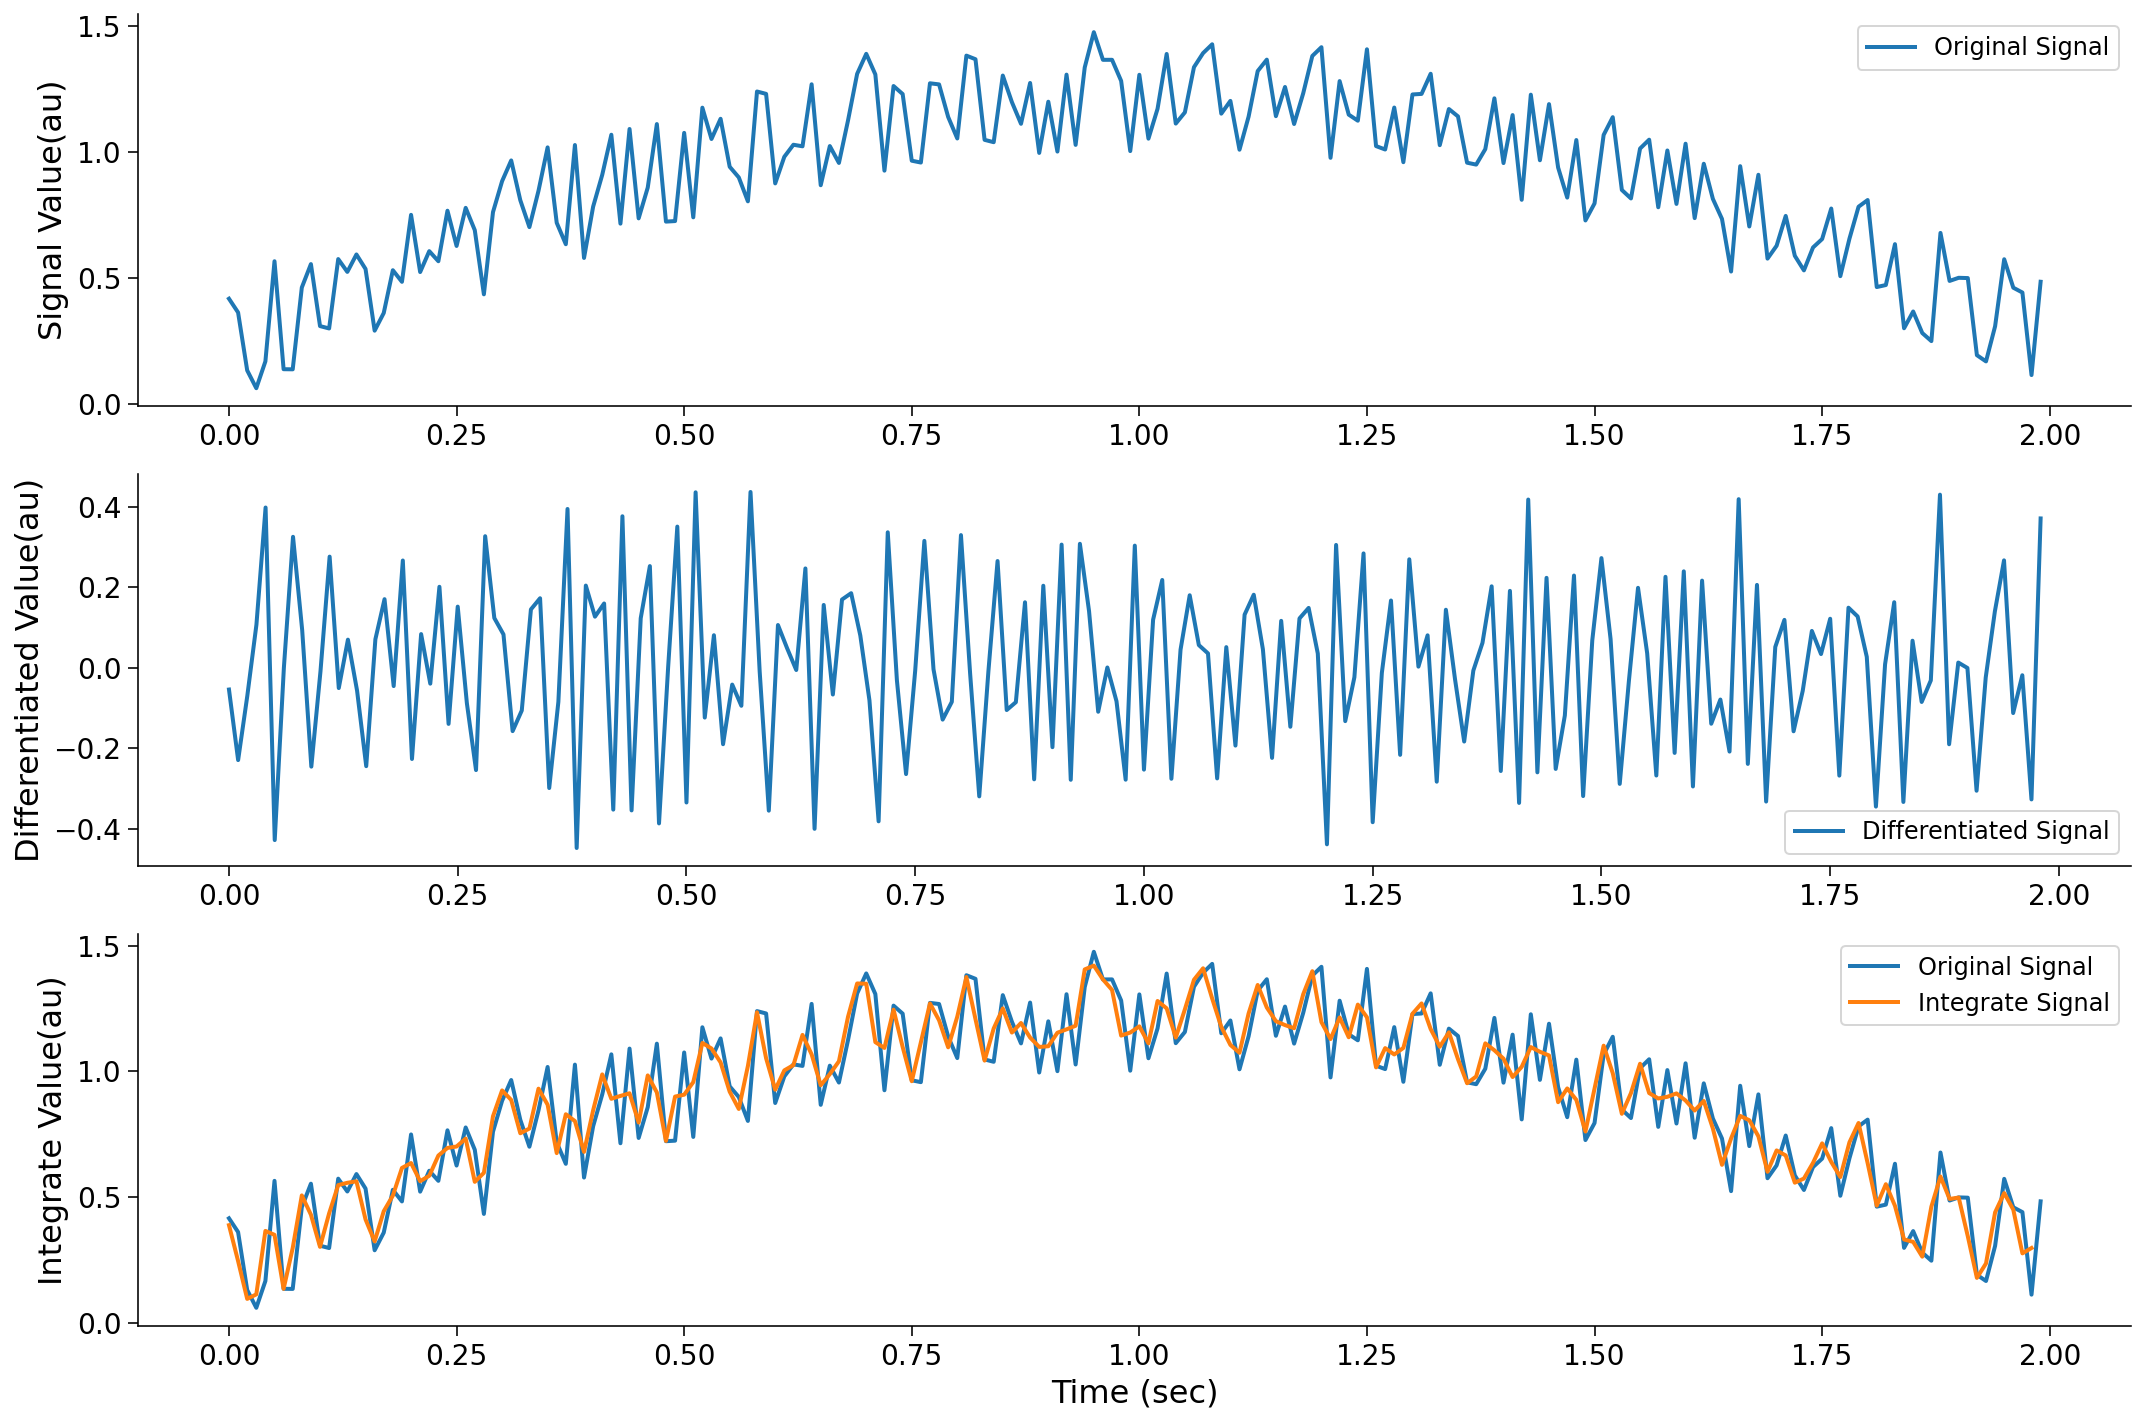 Signal Value(au)
1.5
1.0
0.5
0.0
Original Signal
0.00 0.25 0.50 0.75 1.00 1.25 1.50 1.75 2.00
Differentiated Value(au)
0.4
0.2
0.0
−0.2
−0.4
Differentiated Signal
0.00 0.25 0.50 0.75 1.00 1.25 1.50 1.75 2.00
Integrate Value(au)
1.5
1.0
0.5
0.0
Original Signal
Integrate Signal
0.00 0.25 0.50 0.75 1.00 1.25 1.50 1.75 2.00
Time (sec)